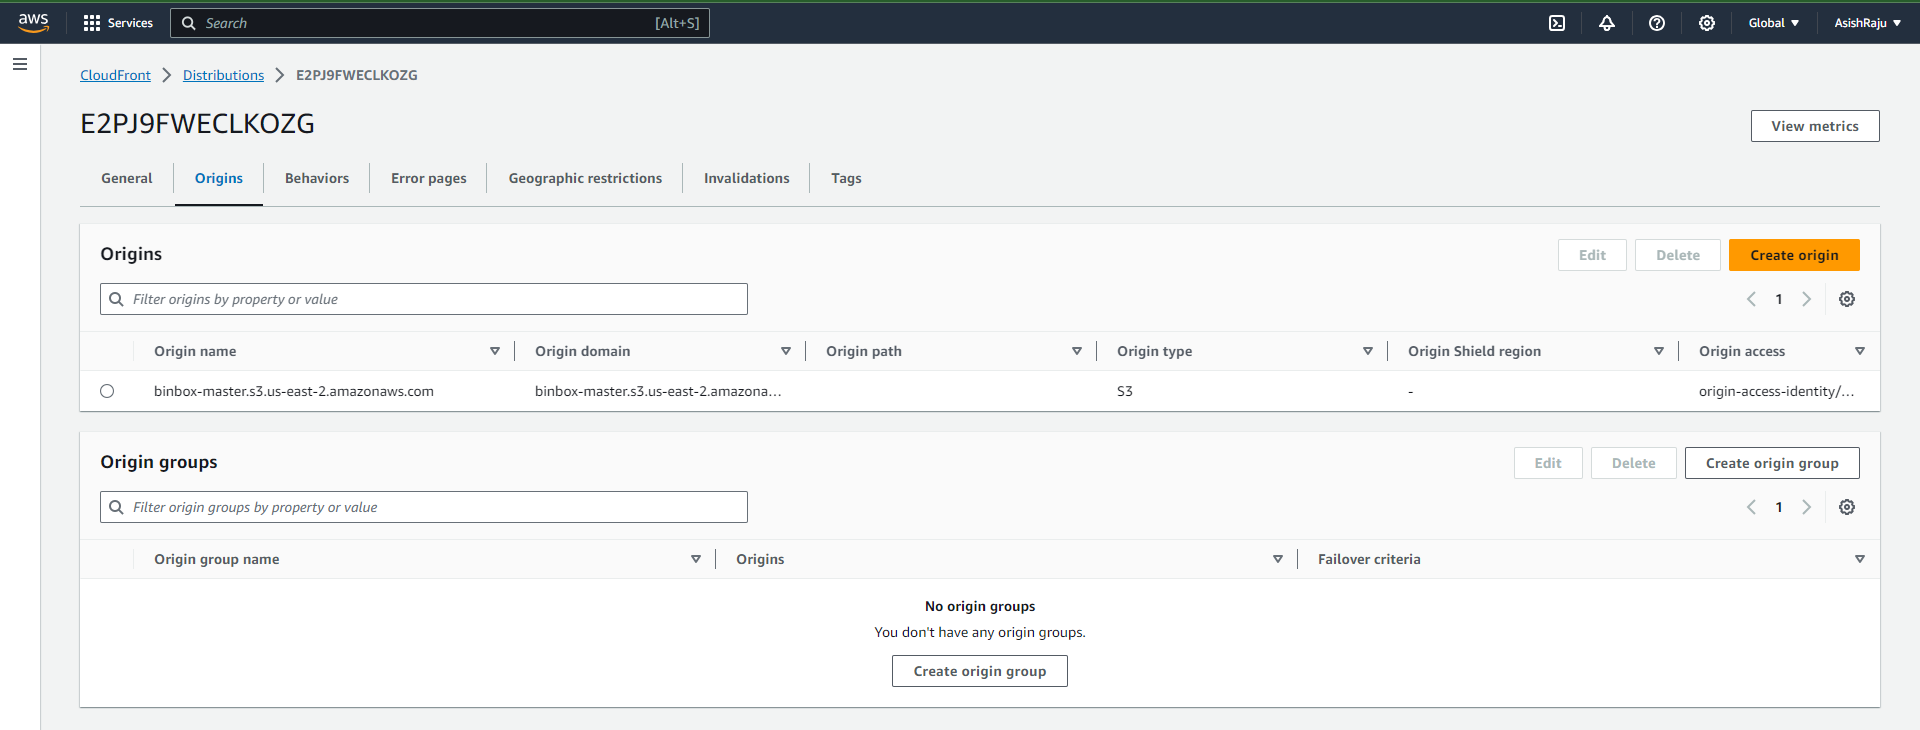 aws Services Search [Alt+S] Global AsishRaju
CloudFront Distributions E2PJ9FWECLKOZG
E2PJ9FWECLKOZG
View metrics
General Origins Behaviors Error pages Geographic restrictions Invalidations Tags
Origins
Edit Delete Create origin
Filter origins by property or value
1
Origin name Origin domain Origin path Origin type Origin Shield region Origin access
binbox-master.s3.us-east-2.amazonaws.com binbox-master.s3.us-east-2.amazona... S3 - origin-access-identity/...
Origin groups
Edit Delete Create origin group
Filter origin groups by property or value
1
Origin group name Origins Failover criteria
No origin groups
You don't have any origin groups.
Create origin group